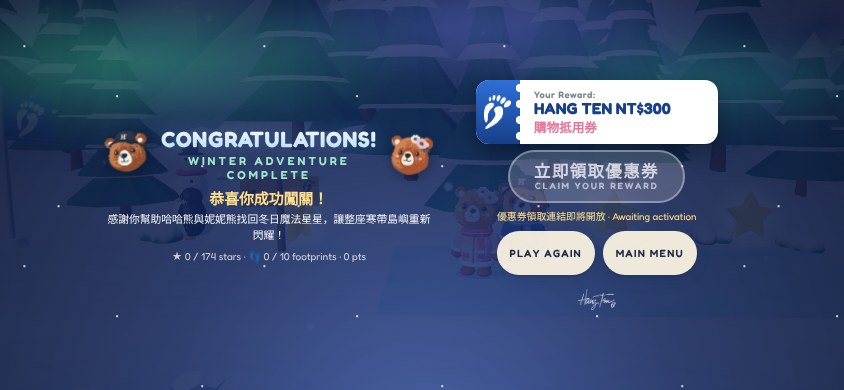 CONGRATULATIONS!
WINTER ADVENTURE
COMPLETE
恭喜你成功闖關！
感謝你幫助哈哈熊與妮妮熊找回冬日魔法星星，讓整座寒帶島嶼重新
閃耀！
★ 0 / 174 stars · 👣 0 / 10 footprints · 0 pts
Your Reward:
HANG TEN NT$300
購物抵用券
立即領取優惠券
CLAIM YOUR REWARD
優惠券領取連結即將開放 · Awaiting activation
PLAY AGAIN
MAIN MENU
Hang Ten